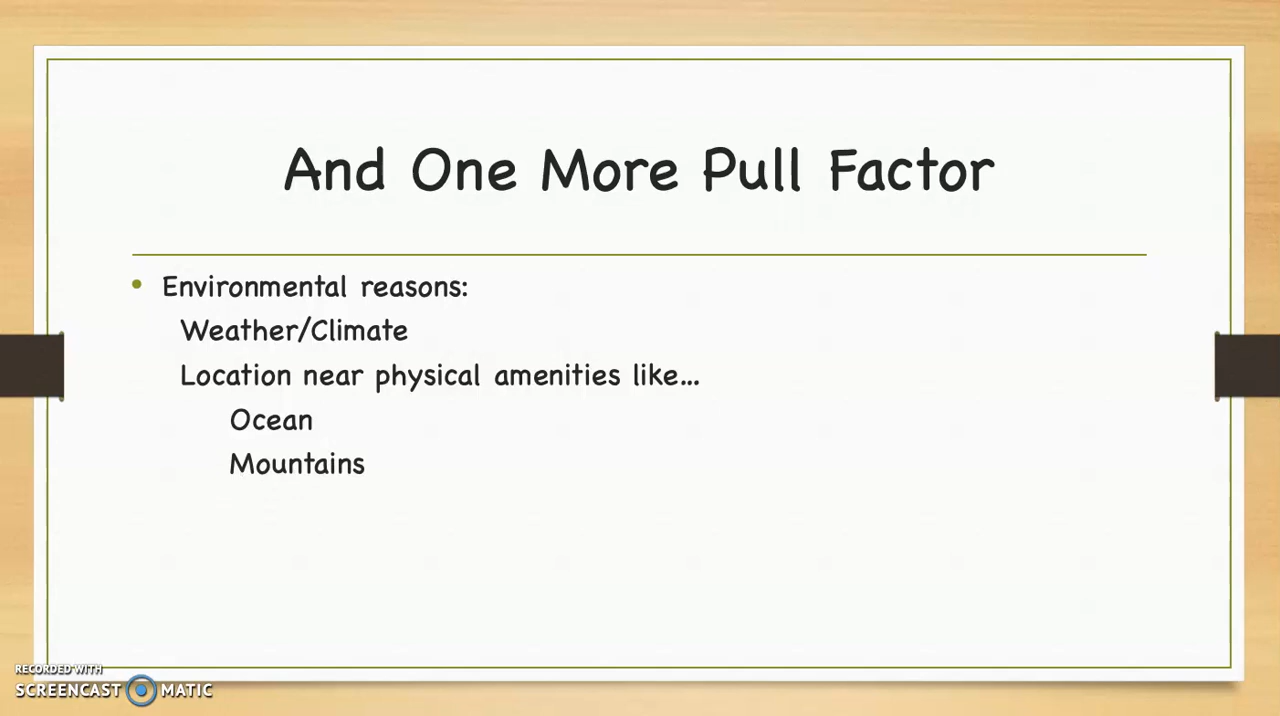 And One More Pull Factor
• Environmental reasons:
Weather/Climate
Location near physical amenities like...
Ocean
Mountains
RECORDED WITH
SCREENCAST MATIC